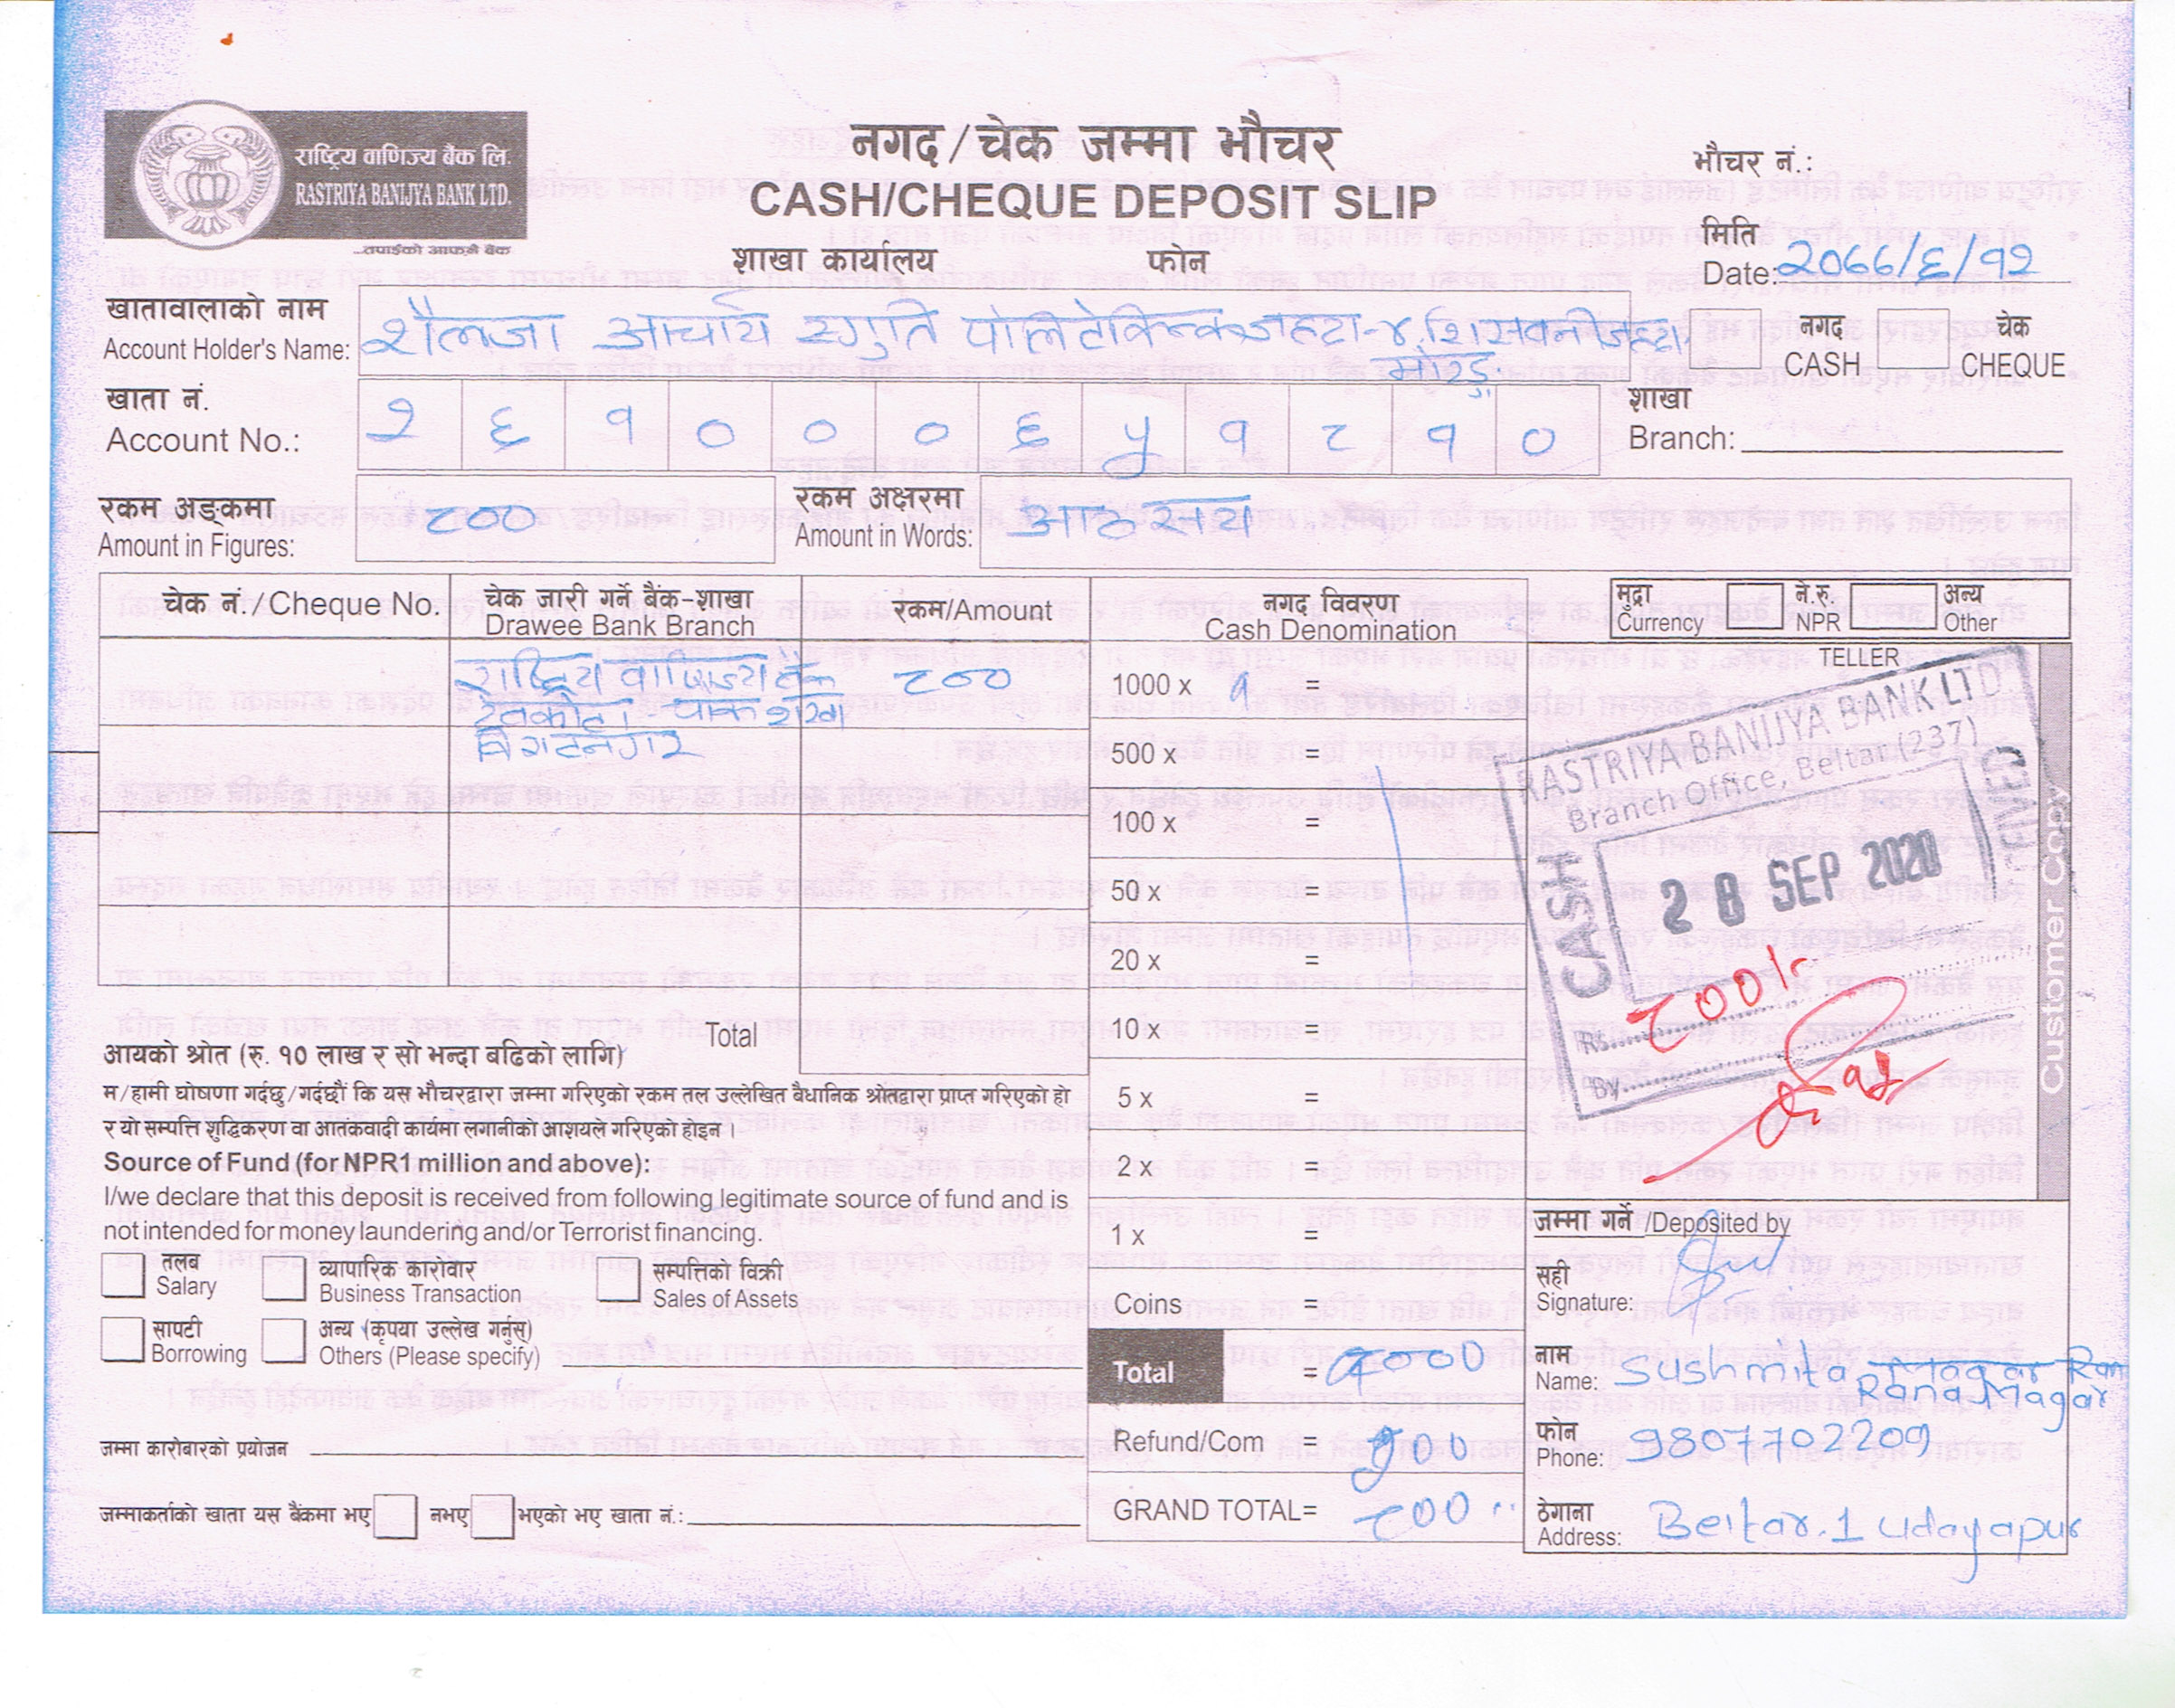 राष्ट्रिय वाणिज्य बैंक लि.
RASTRIYA BANIJYA BANK LTD.
...तपाईंको आफ्नै बैंक
नगद/चेक जम्मा भौचर
CASH/CHEQUE DEPOSIT SLIP
शाखा कार्यालय फोन
भौचर नं.:
मिति
Date: 2066/६/१२
खातावालाको नाम
Account Holder's Name: शैलजा आचार्य स्मृति पोलिटेक्निक जहदा-४, सिसवनी जहदा,
मोरङ्ग
नगद
CASH
चेक
CHEQUE
खाता नं.
Account No.: २ ६ १ ० ० ० ६ ५ १ ८ १ ०
शाखा
Branch:
रकम अङ्कमा
Amount in Figures: ८००
रकम अक्षरमा
Amount in Words: आठ सय
चेक नं./Cheque No.
चेक जारी गर्ने बैंक-शाखा
Drawee Bank Branch
रकम/Amount
राष्ट्रिय वाणिज्य बैंक ८००
देवकोटा चोक शाखा
विराटनगर
Total
नगद विवरण
Cash Denomination
1000 x १ =
500 x =
100 x =
50 x =
20 x =
10 x =
5 x =
2 x =
1 x =
Coins =
Total = १०००
Refund/Com = २००
GRAND TOTAL= ८००
मुद्रा
Currency
ने.रु.
NPR
अन्य
Other
TELLER
RASTRIYA BANIJYA BANK LTD
Branch Office, Beltar (237)
CASH
28 SEP 2020
Rs. ८००/-
By
Customer Copy
आयको श्रोत (रु. १० लाख र सो भन्दा बढिको लागि)
म/हामी घोषणा गर्दछु/गर्दछौं कि यस भौचरद्वारा जम्मा गरिएको रकम तल उल्लेखित बैधानिक श्रोतद्वारा प्राप्त गरिएको हो
र यो सम्पत्ति शुद्धिकरण वा आतंकवादी कार्यमा लगानीको आशयले गरिएको होइन ।
Source of Fund (for NPR1 million and above):
I/we declare that this deposit is received from following legitimate source of fund and is
not intended for money laundering and/or Terrorist financing.
तलब
Salary
व्यापारिक कारोवार
Business Transaction
सम्पत्तिको विक्री
Sales of Assets
सापटी
Borrowing
अन्य (कृपया उल्लेख गर्नुस्)
Others (Please specify)
जम्मा कारोबारको प्रयोजन
जम्माकर्ताको खाता यस बैंकमा भए नभए भएको भए खाता नं.:
जम्मा गर्ने /Deposited by
सही
Signature:
नाम
Name: Sushmita Magar Ran
Rana Magar
फोन
Phone: 9807702209
ठेगाना
Address: Beltar.1 Udayapur